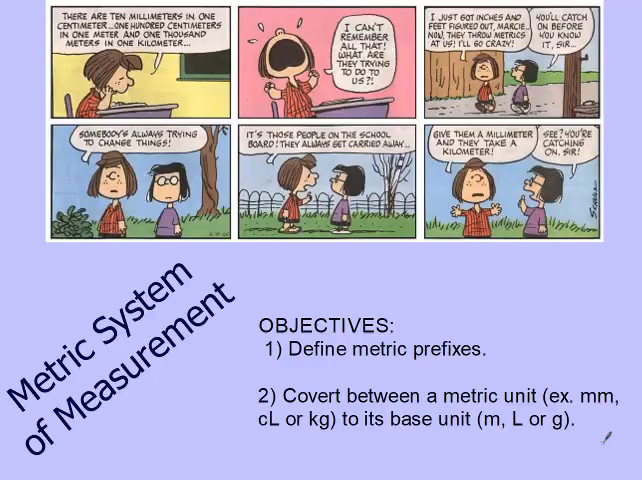 THERE ARE TEN MILLIMETERS IN ONE
CENTIMETER...ONE HUNDRED CENTIMETERS
IN ONE METER AND ONE THOUSAND
METERS IN ONE KILOMETER...
I CAN'T
REMEMBER
ALL THAT!
WHAT ARE
THEY TRYING
TO DO TO
US?!
I JUST GOT INCHES AND
FEET FIGURED OUT, MARCIE..
NOW, THEY THROW METRICS
AT US! I'LL GO CRAZY!
YOU'LL CATCH
ON BEFORE
YOU KNOW
IT, SIR...
SOMEBODY'S ALWAYS TRYING
TO CHANGE THINGS!
IT'S THOSE PEOPLE ON THE SCHOOL
BOARD! THEY ALWAYS GET CARRIED AWAY..
GIVE THEM A MILLIMETER
AND THEY TAKE A
KILOMETER!
SEE? YOU'RE
CATCHING
ON, SIR!
Metric System
of Measurement
OBJECTIVES:
1) Define metric prefixes.
2) Covert between a metric unit (ex. mm,
cL or kg) to its base unit (m, L or g).